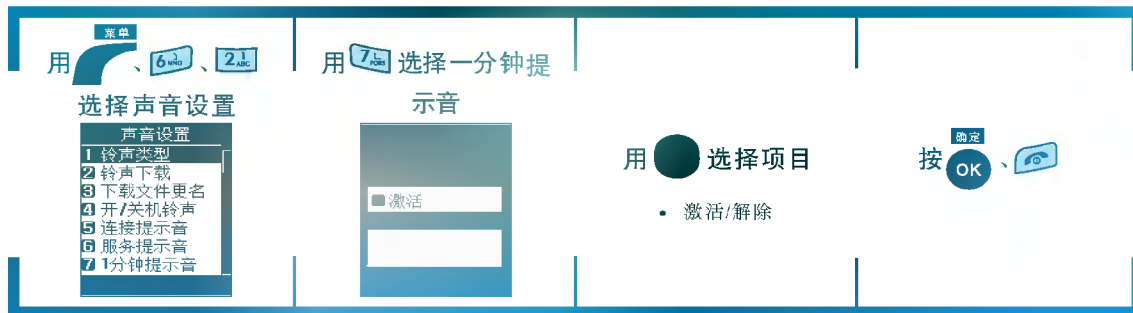 菜单
用 、6 MNO、2 ABC
选择声音设置
声音设置
1 铃声类型
2 铃声下载
3 下载文件更名
4 开/关机铃声
5 连接提示音
6 服务提示音
7 1分钟提示音
用 7 PQRS 选择一分钟提
示音
激活
用 选择项目
• 激活/解除
确定
按 OK 、